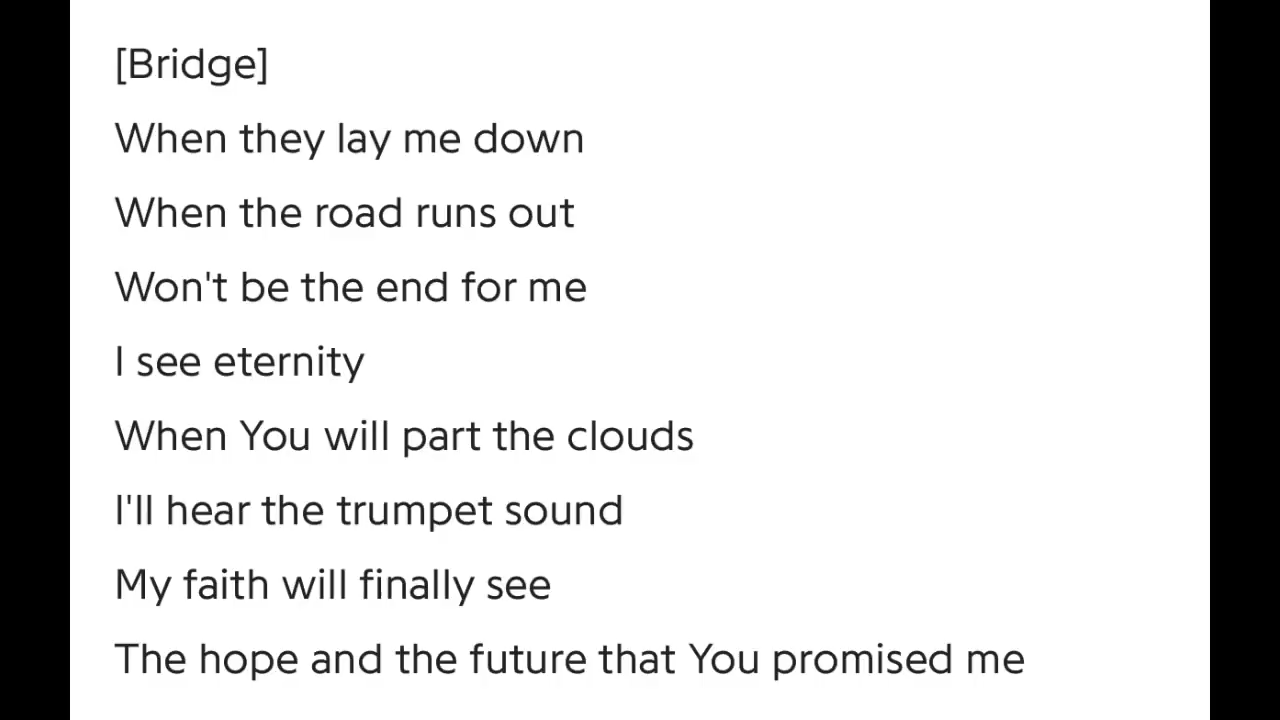 [Bridge]
When they lay me down
When the road runs out
Won't be the end for me
I see eternity
When You will part the clouds
I'll hear the trumpet sound
My faith will finally see
The hope and the future that You promised me